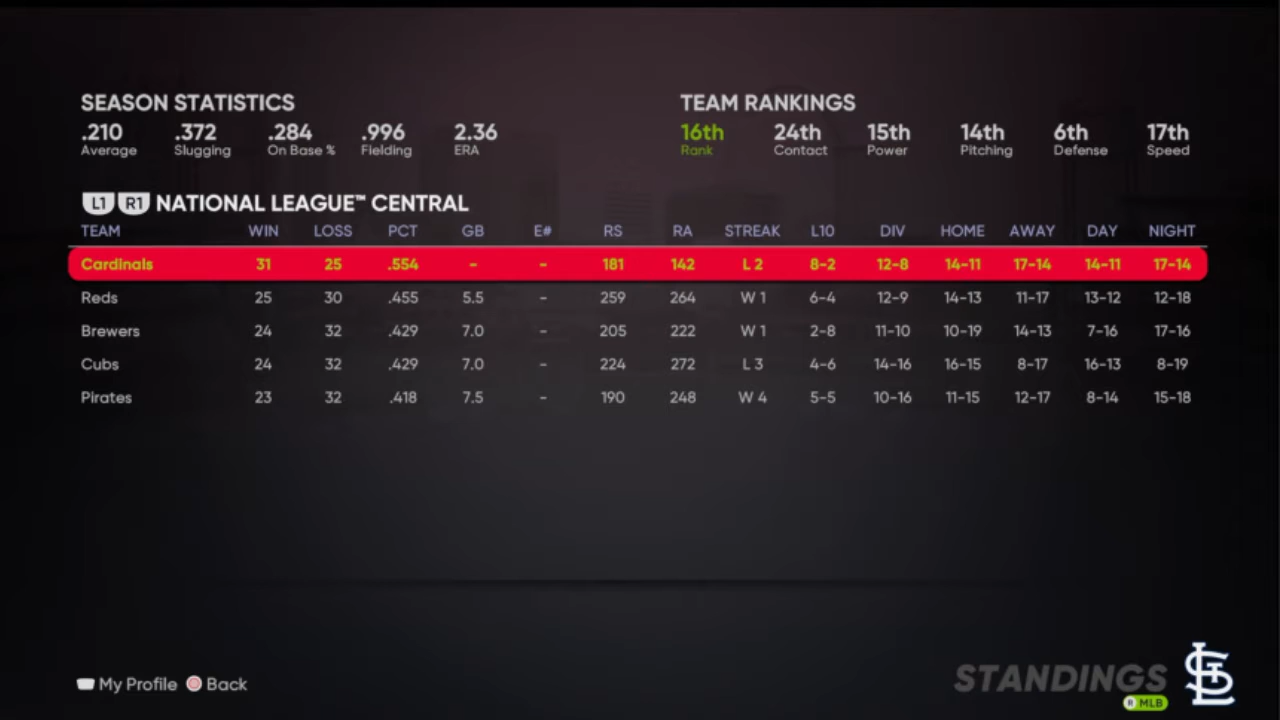 SEASON STATISTICS
.210 .372 .284 .996 2.36
Average Slugging On Base % Fielding ERA
TEAM RANKINGS
16th 24th 15th 14th 6th 17th
Rank Contact Power Pitching Defense Speed
L1 R1 NATIONAL LEAGUE™ CENTRAL
TEAM WIN LOSS PCT GB E# RS RA STREAK L10 DIV HOME AWAY DAY NIGHT
Cardinals 31 25 .554 - - 181 142 L 2 8-2 12-8 14-11 17-14 14-11 17-14
Reds 25 30 .455 5.5 - 259 264 W 1 6-4 12-9 14-13 11-17 13-12 12-18
Brewers 24 32 .429 7.0 - 205 222 W 1 2-8 11-10 10-19 14-13 7-16 17-16
Cubs 24 32 .429 7.0 - 224 272 L 3 4-6 14-16 16-15 8-17 16-13 8-19
Pirates 23 32 .418 7.5 - 190 248 W 4 5-5 10-16 11-15 12-17 8-14 15-18
My Profile Back
STANDINGS
R MLB
STL